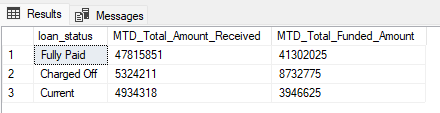 Results Messages
loan_status MTD_Total_Amount_Received MTD_Total_Funded_Amount
1 Fully Paid 47815851 41302025
2 Charged Off 5324211 8732775
3 Current 4934318 3946625